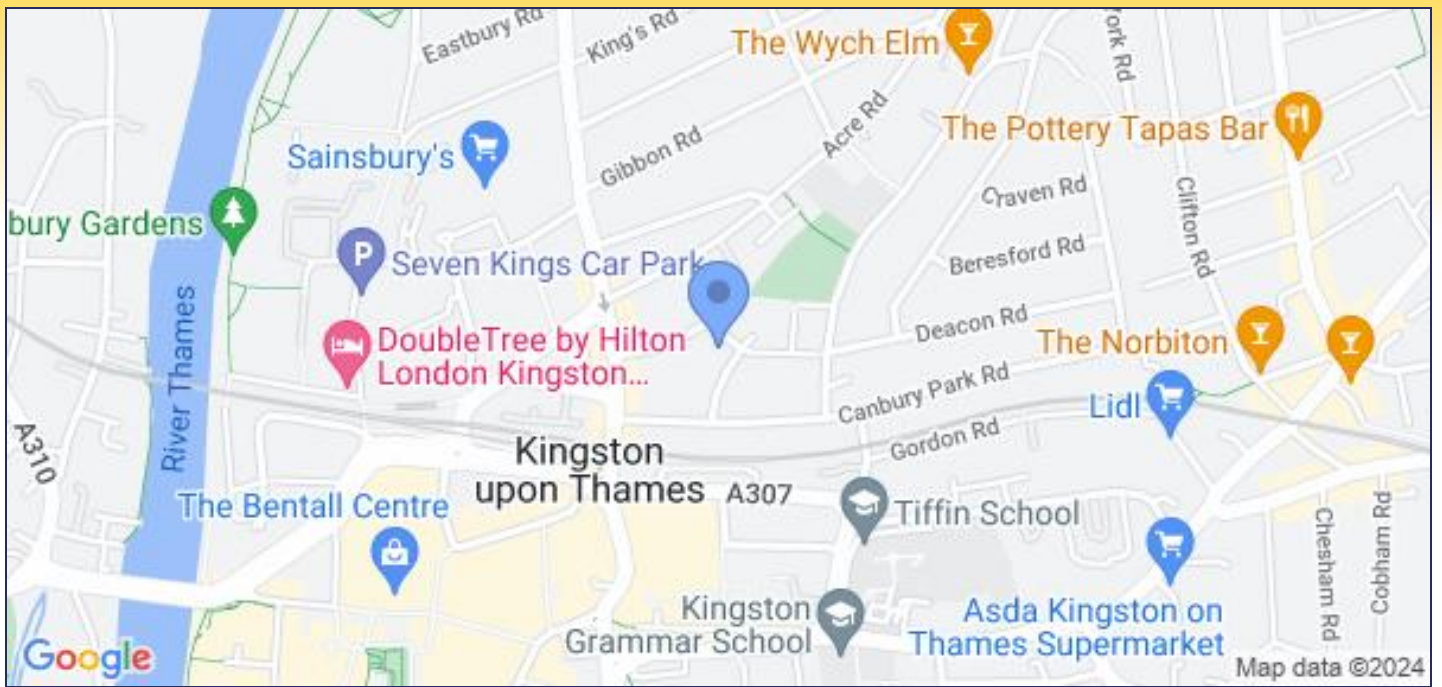 Eastbury Rd
King's Rd
The Wych Elm
York Rd
Acre Rd
The Pottery Tapas Bar
Sainsbury's
Gibbon Rd
Craven Rd
Clifton Rd
bury Gardens
P
Seven Kings Car Park
Beresford Rd
River Thames
DoubleTree by Hilton
London Kingston...
Deacon Rd
The Norbiton
Canbury Park Rd
Lidl
A310
Gordon Rd
Kingston
upon Thames
A307
The Bentall Centre
Tiffin School
Chesham Rd
Cobham Rd
Kingston
Grammar School
Asda Kingston on
Thames Supermarket
Google
Map data ©2024